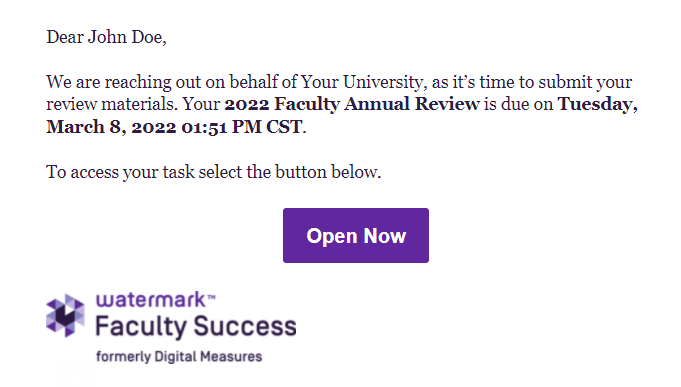 Dear John Doe,
We are reaching out on behalf of Your University, as it’s time to submit your
review materials. Your 2022 Faculty Annual Review is due on Tuesday,
March 8, 2022 01:51 PM CST.
To access your task select the button below.
Open Now
watermark™
Faculty Success
formerly Digital Measures